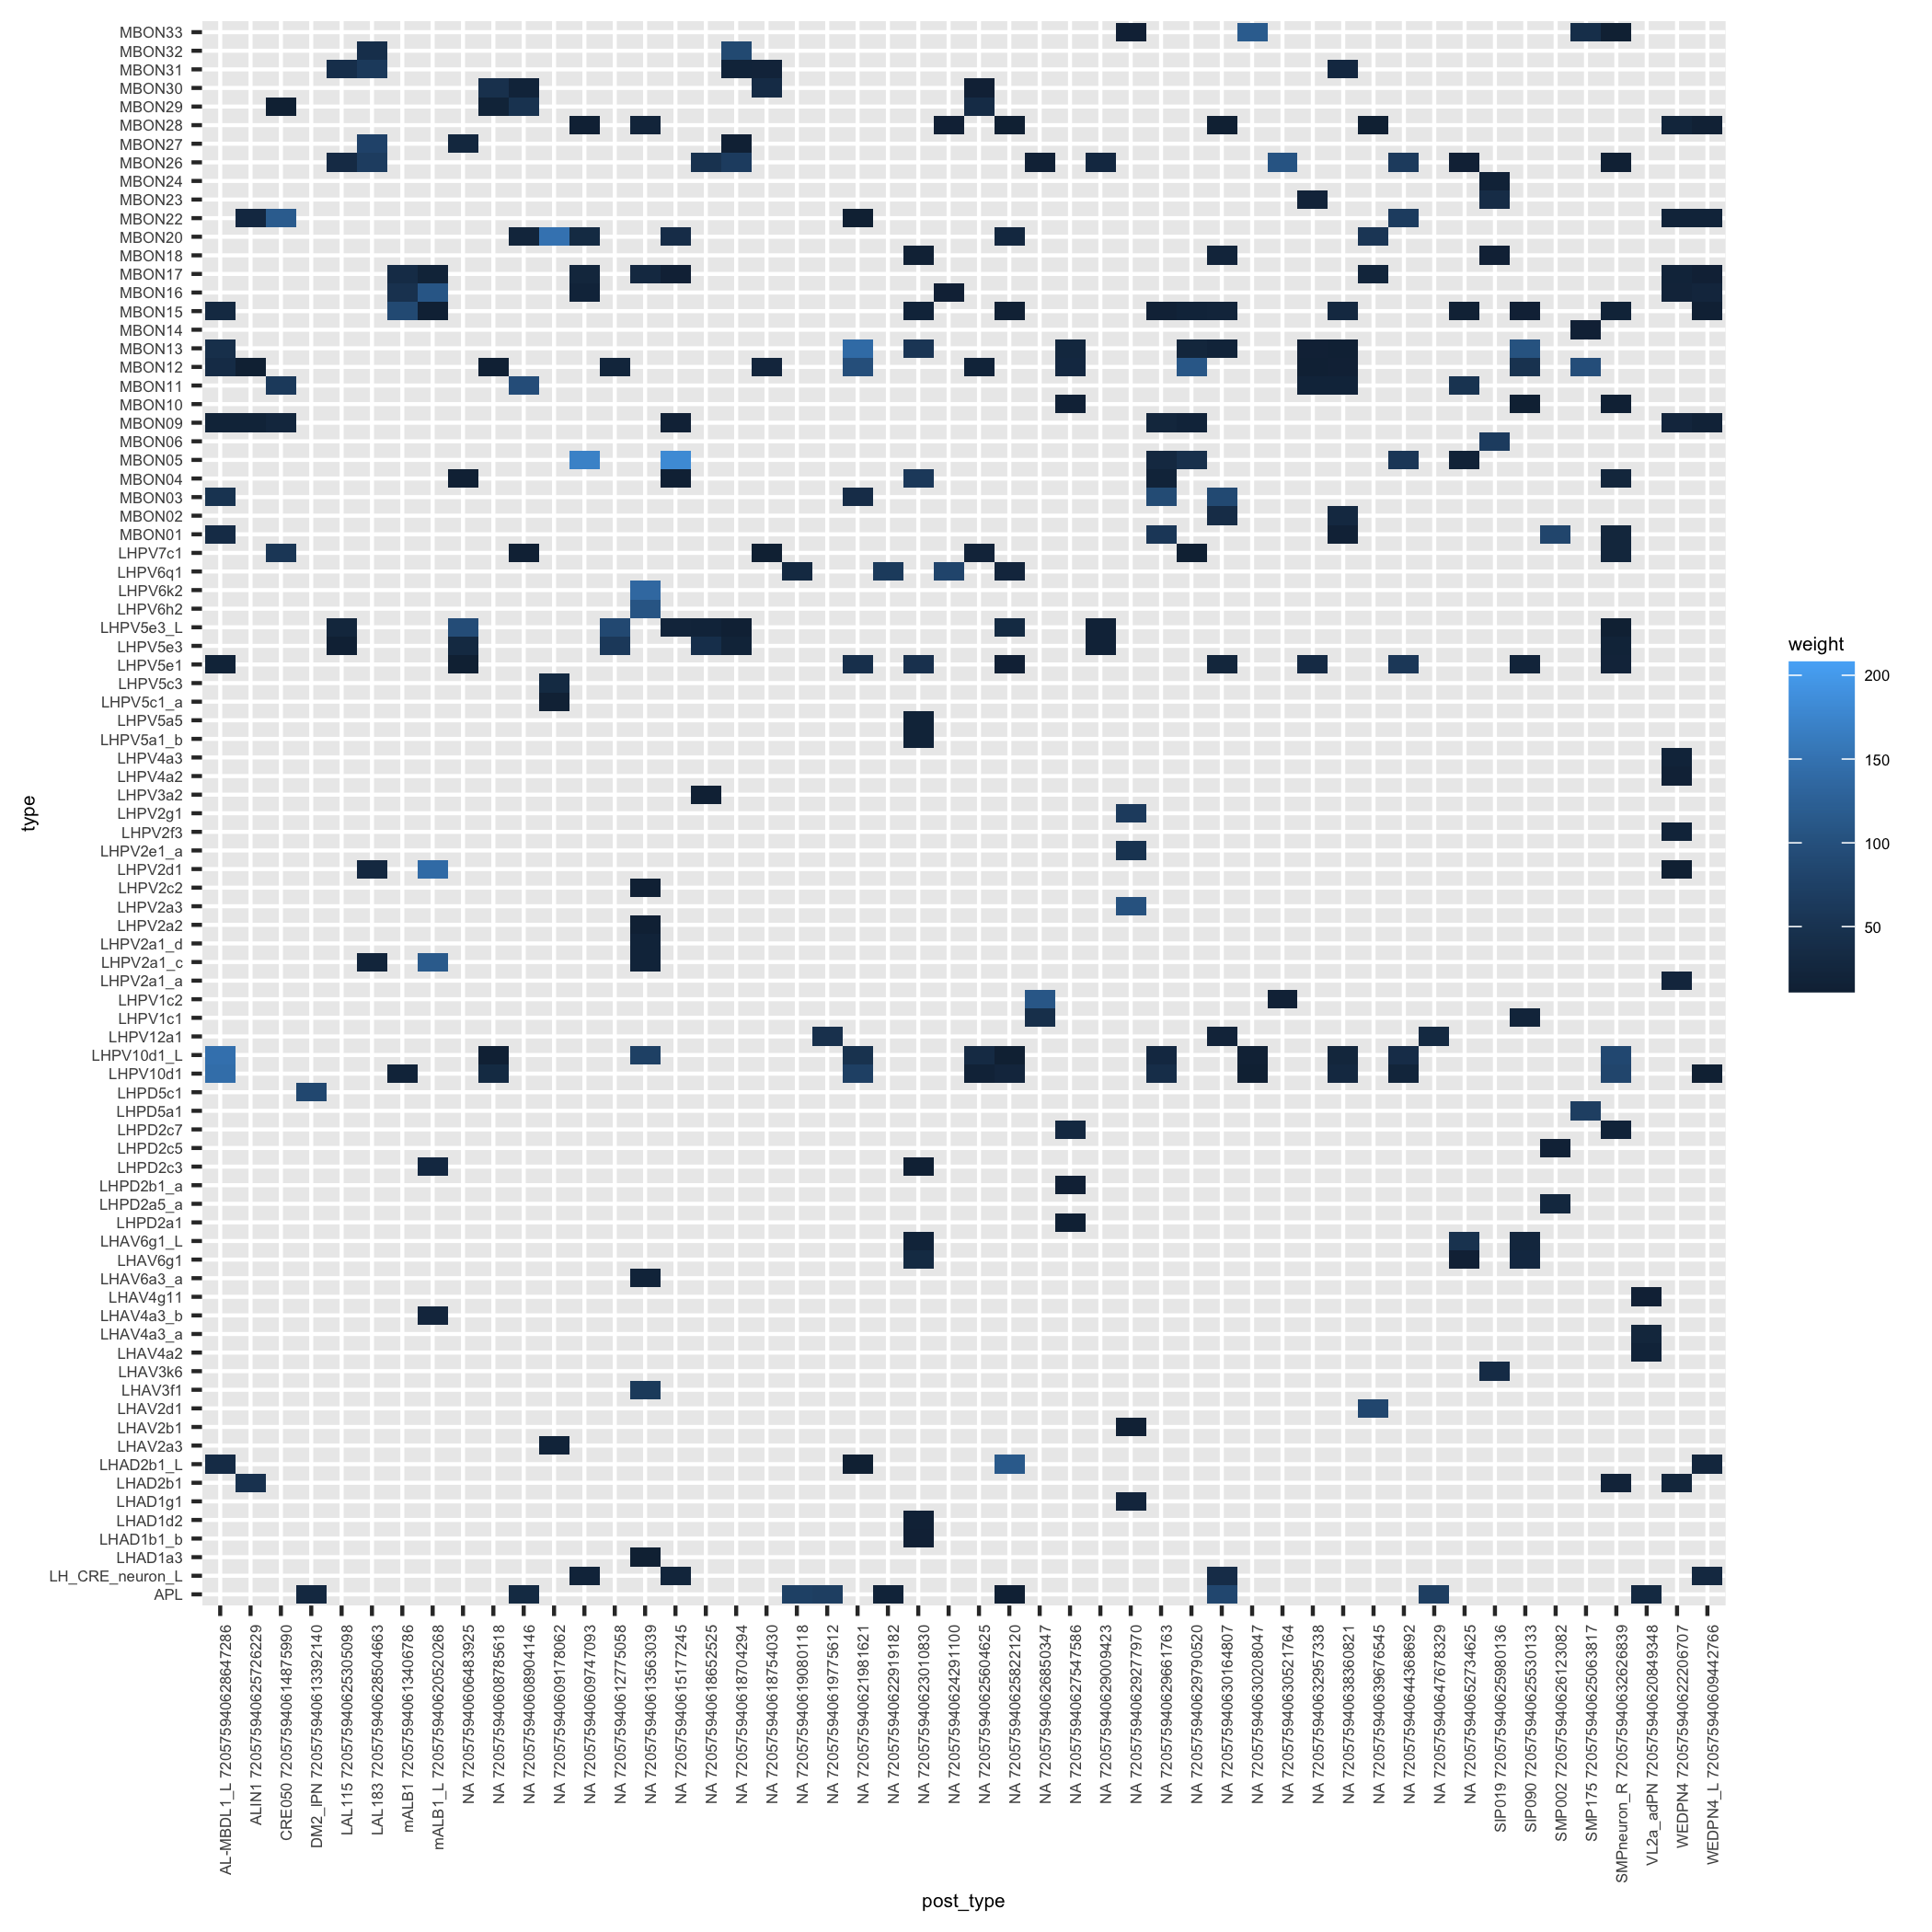 MBON33
MBON32
MBON31
MBON30
MBON29
MBON28
MBON27
MBON26
MBON24
MBON23
MBON22
MBON20
MBON18
MBON17
MBON16
MBON15
MBON14
MBON13
MBON12
MBON11
MBON10
MBON09
MBON06
MBON05
MBON04
MBON03
MBON02
MBON01
LHPV7c1
LHPV6q1
LHPV6k2
LHPV6h2
LHPV5e3_L
LHPV5e3
LHPV5e1
LHPV5c3
LHPV5c1_a
LHPV5a5
LHPV5a1_b
LHPV4a3
LHPV4a2
LHPV3a2
LHPV2g1
LHPV2f3
LHPV2e1_a
LHPV2d1
LHPV2c2
LHPV2a3
LHPV2a2
LHPV2a1_d
LHPV2a1_c
LHPV2a1_a
LHPV1c2
LHPV1c1
LHPV12a1
LHPV10d1_L
LHPV10d1
LHPD5c1
LHPD5a1
LHPD2c7
LHPD2c5
LHPD2c3
LHPD2b1_a
LHPD2a5_a
LHPD2a1
LHAV6g1_L
LHAV6g1
LHAV6a3_a
LHAV4g11
LHAV4a3_b
LHAV4a3_a
LHAV4a2
LHAV3k6
LHAV3f1
LHAV2d1
LHAV2b1
LHAV2a3
LHAD2b1_L
LHAD2b1
LHAD1g1
LHAD1d2
LHAD1b1_b
LHAD1a3
LH_CRE_neuron_L
APL
type
AL-MBDL1_L 720575940628647286
ALIN1 720575940625726229
CRE050 720575940614875990
DM2_lPN 720575940613392140
LAL115 720575940625305098
LAL183 720575940628504663
mALB1 720575940613406786
mALB1_L 720575940620520268
NA 720575940606483925
NA 720575940608785618
NA 720575940608904146
NA 720575940609178062
NA 720575940609747093
NA 720575940612775058
NA 720575940613563039
NA 720575940615177245
NA 720575940618652525
NA 720575940618704294
NA 720575940618754030
NA 720575940619080118
NA 720575940619775612
NA 720575940621981621
NA 720575940622919182
NA 720575940623010830
NA 720575940624291100
NA 720575940625604625
NA 720575940625822120
NA 720575940626850347
NA 720575940627547586
NA 720575940629009423
NA 720575940629277970
NA 720575940629661763
NA 720575940629790520
NA 720575940630164807
NA 720575940630208047
NA 720575940630521764
NA 720575940632957338
NA 720575940638360821
NA 720575940639676545
NA 720575940644368692
NA 720575940647678329
NA 720575940652734625
SIP019 720575940625980136
SIP090 720575940625530133
SMP002 720575940626123082
SMP175 720575940625063817
SMPneuron_R 720575940632626839
VL2a_adPN 720575940620849348
WEDPN4 720575940622206707
WEDPN4_L 720575940609442766
post_type
weight
200
150
100
50